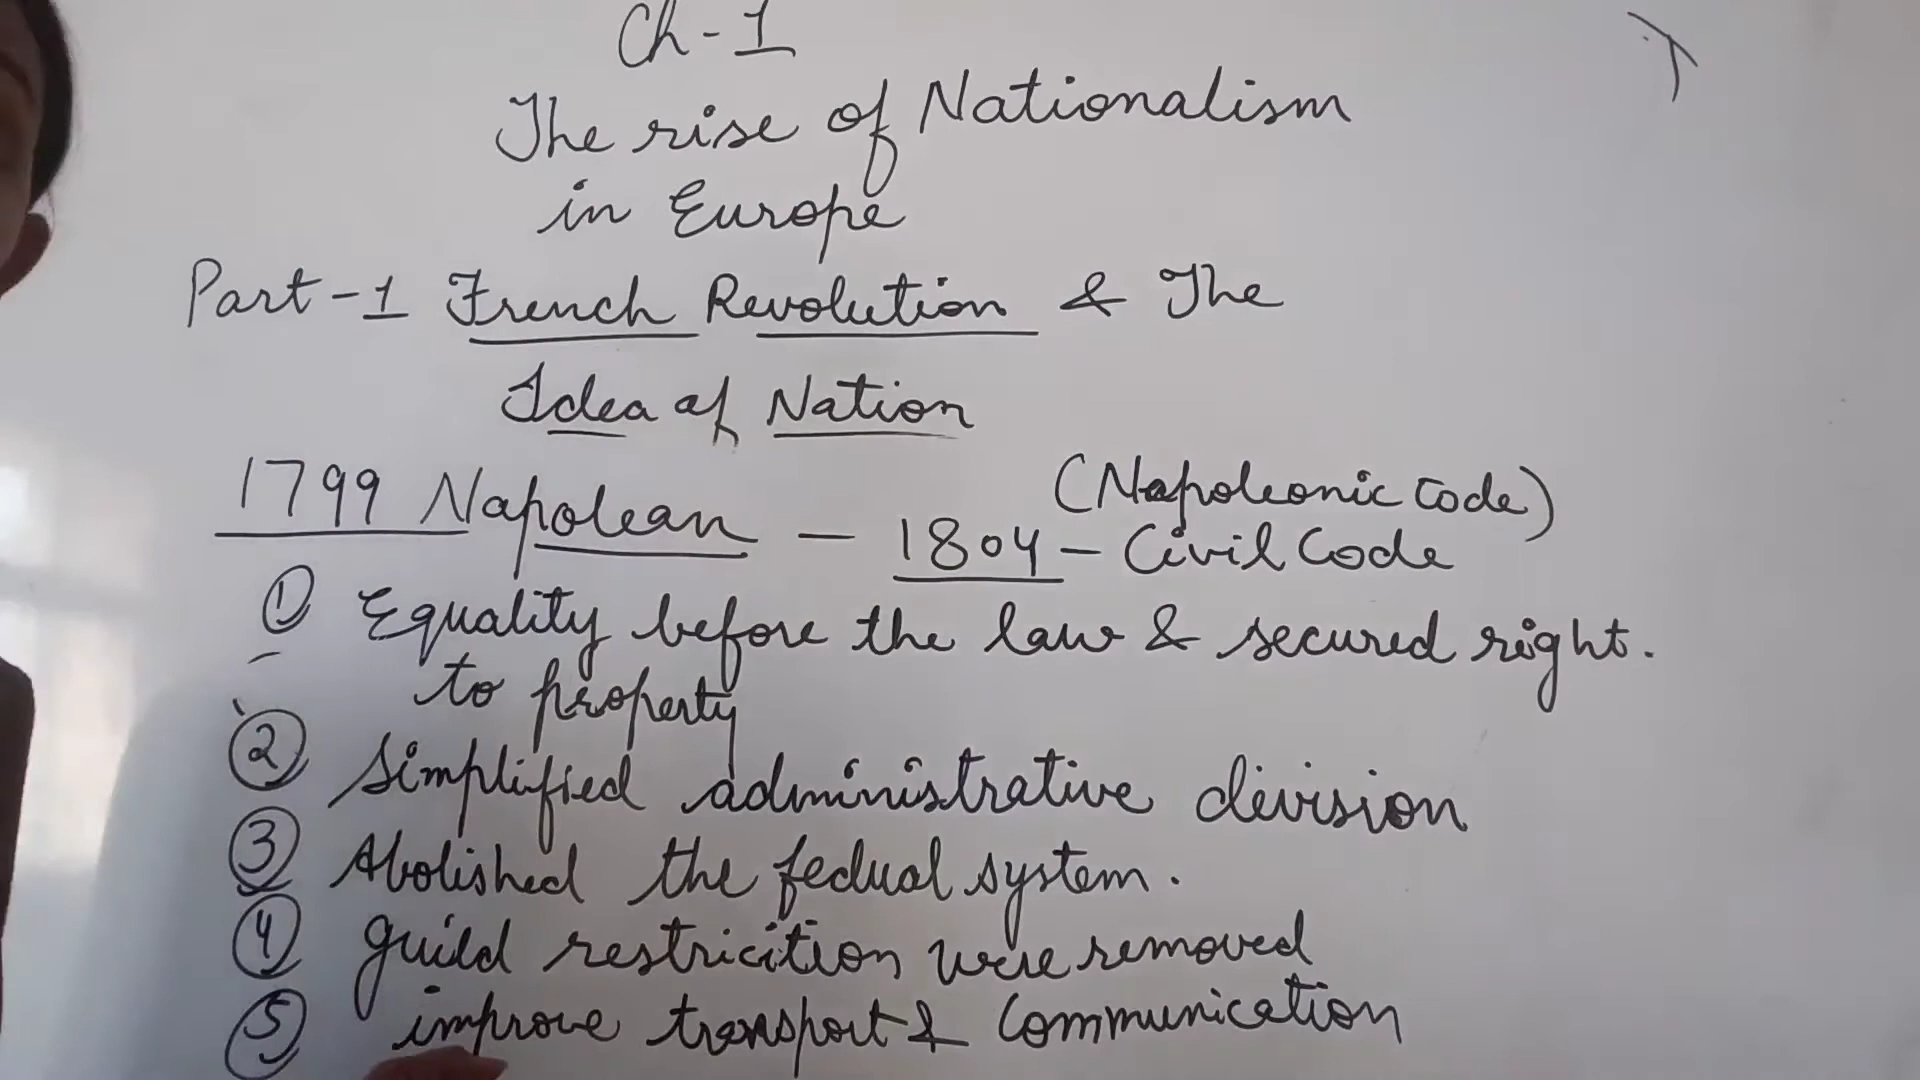 Ch-1
The rise of Nationalism
in Europe
Part-1 French Revolution & The
Idea of Nation
(Napoleonic Code)
1799 Napolean - 1804 - Civil Code
① Equality before the law & secured right.
to property
② Simplified administrative division
③ Abolished the fedual system.
④ guild restricition were removed
⑤ improve transport & Communication